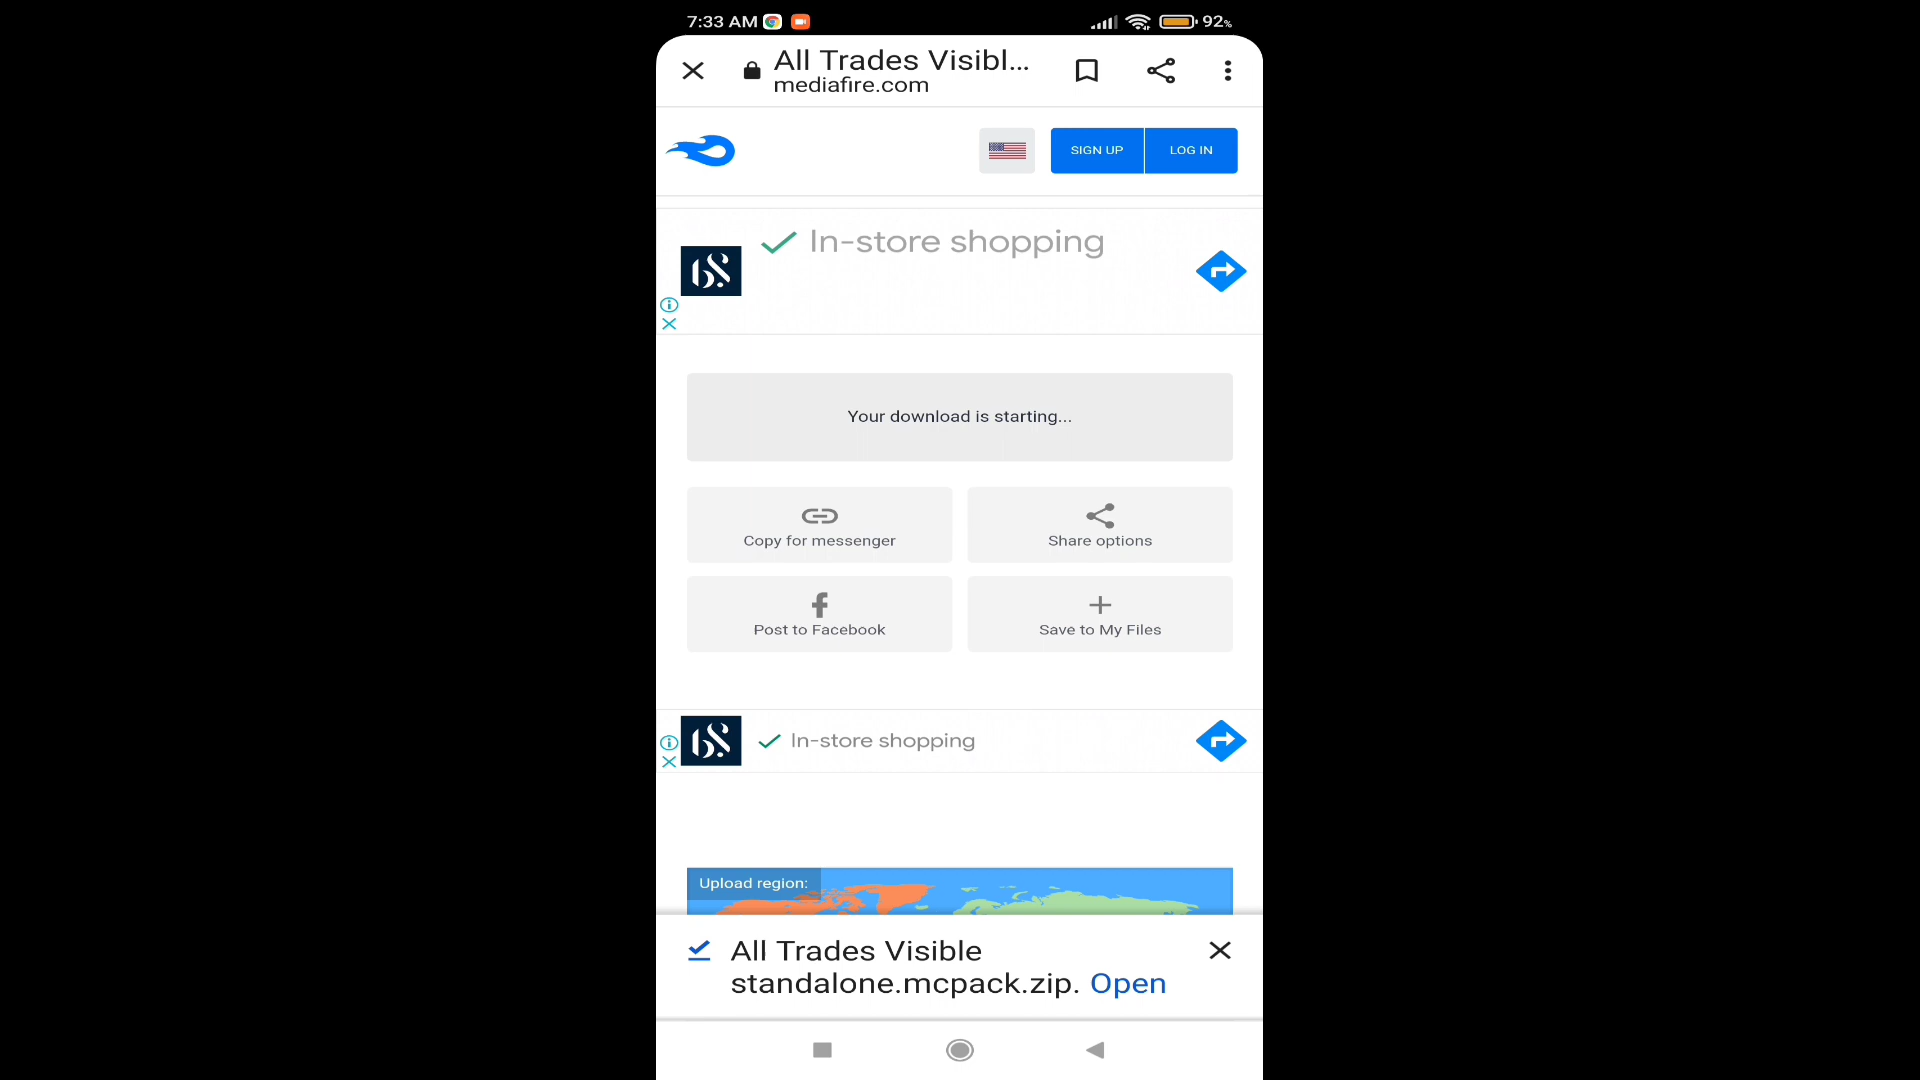 7:33 AM
92%
All Trades Visibl...
mediafire.com
SIGN UP
LOG IN
In-store shopping
Your download is starting...
Copy for messenger
Share options
Post to Facebook
Save to My Files
In-store shopping
Upload region:
All Trades Visible
standalone.mcpack.zip. Open